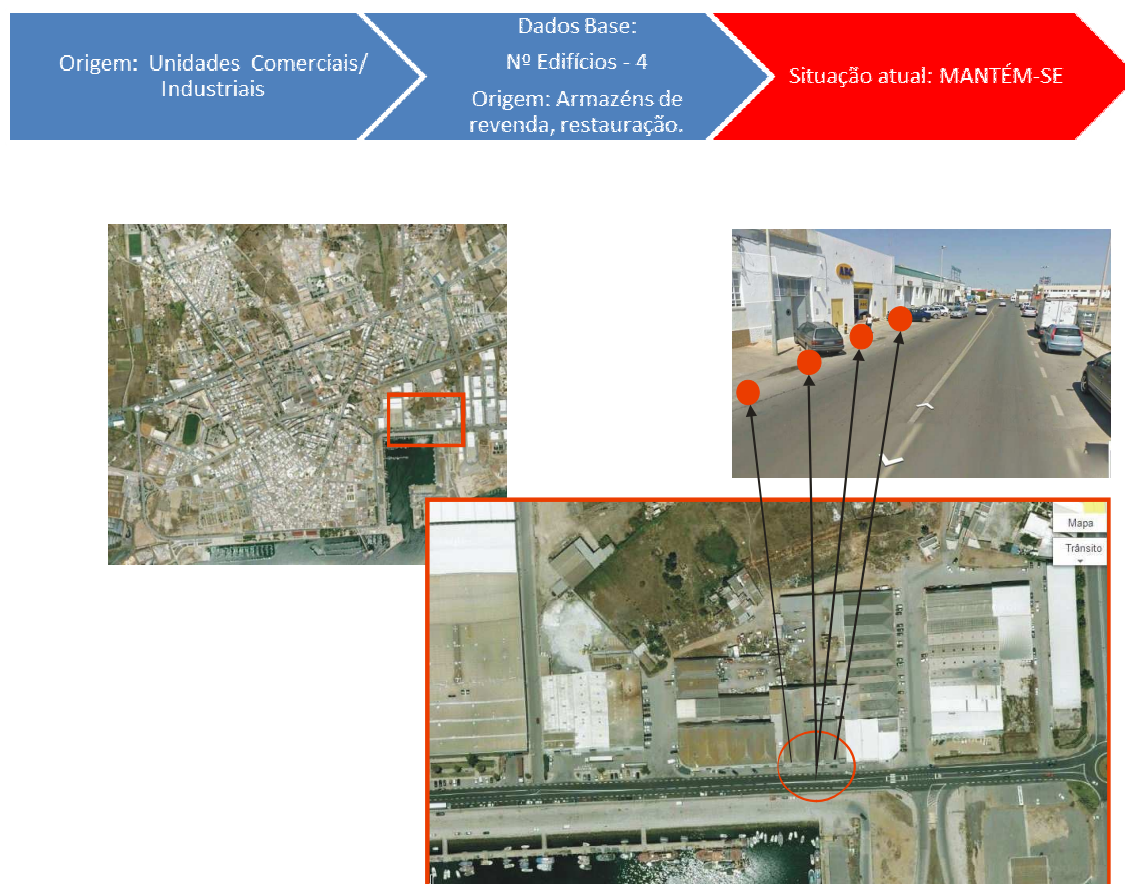 Origem: Unidades Comerciais/
Industriais
Dados Base:
Nº Edifícios - 4
Origem: Armazéns de
revenda, restauração.
Situação atual: MANTÉM-SE
ABC
Mapa
Trânsito